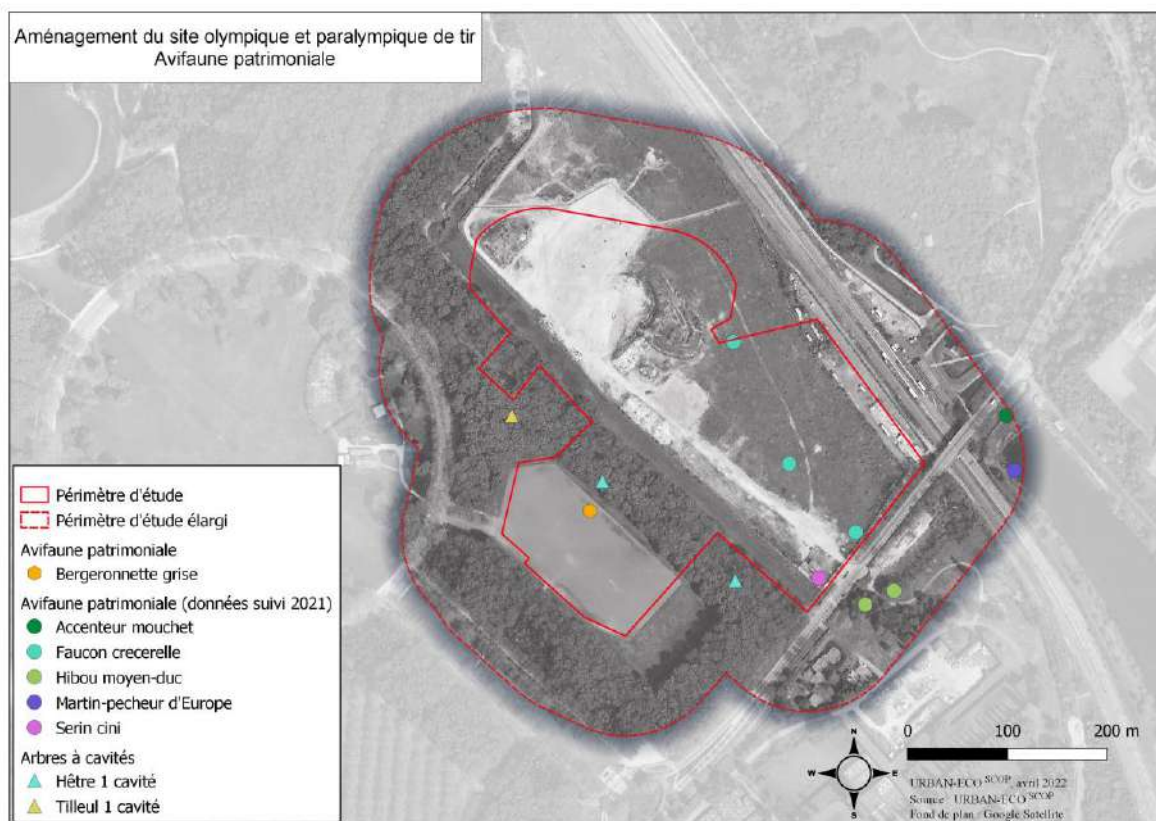 Aménagement du site olympique et paralympique de tir
Avifaune patrimoniale
Périmètre d'étude
Périmètre d'étude élargi
Avifaune patrimoniale
Bergeronnette grise
Avifaune patrimoniale (données suivi 2021)
Accenteur mouchet
Faucon crecerelle
Hibou moyen-duc
Martin-pecheur d'Europe
Serin cini
Arbres à cavités
Hêtre 1 cavité
Tilleul 1 cavité
0 100 200 m
N
W E
S
URBAN-ECO SCOP, avril 2022
Source : URBAN-ECO SCOP
Fond de plan : Google Satellite